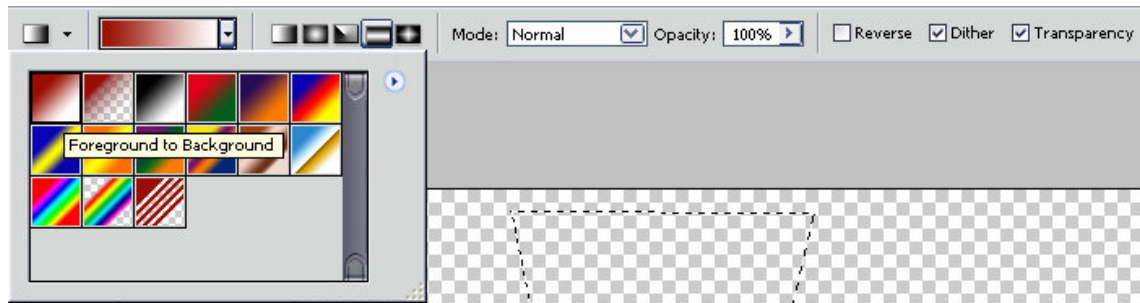 Mode: Normal Opacity: 100% Reverse Dither Transparency
Foreground to Background